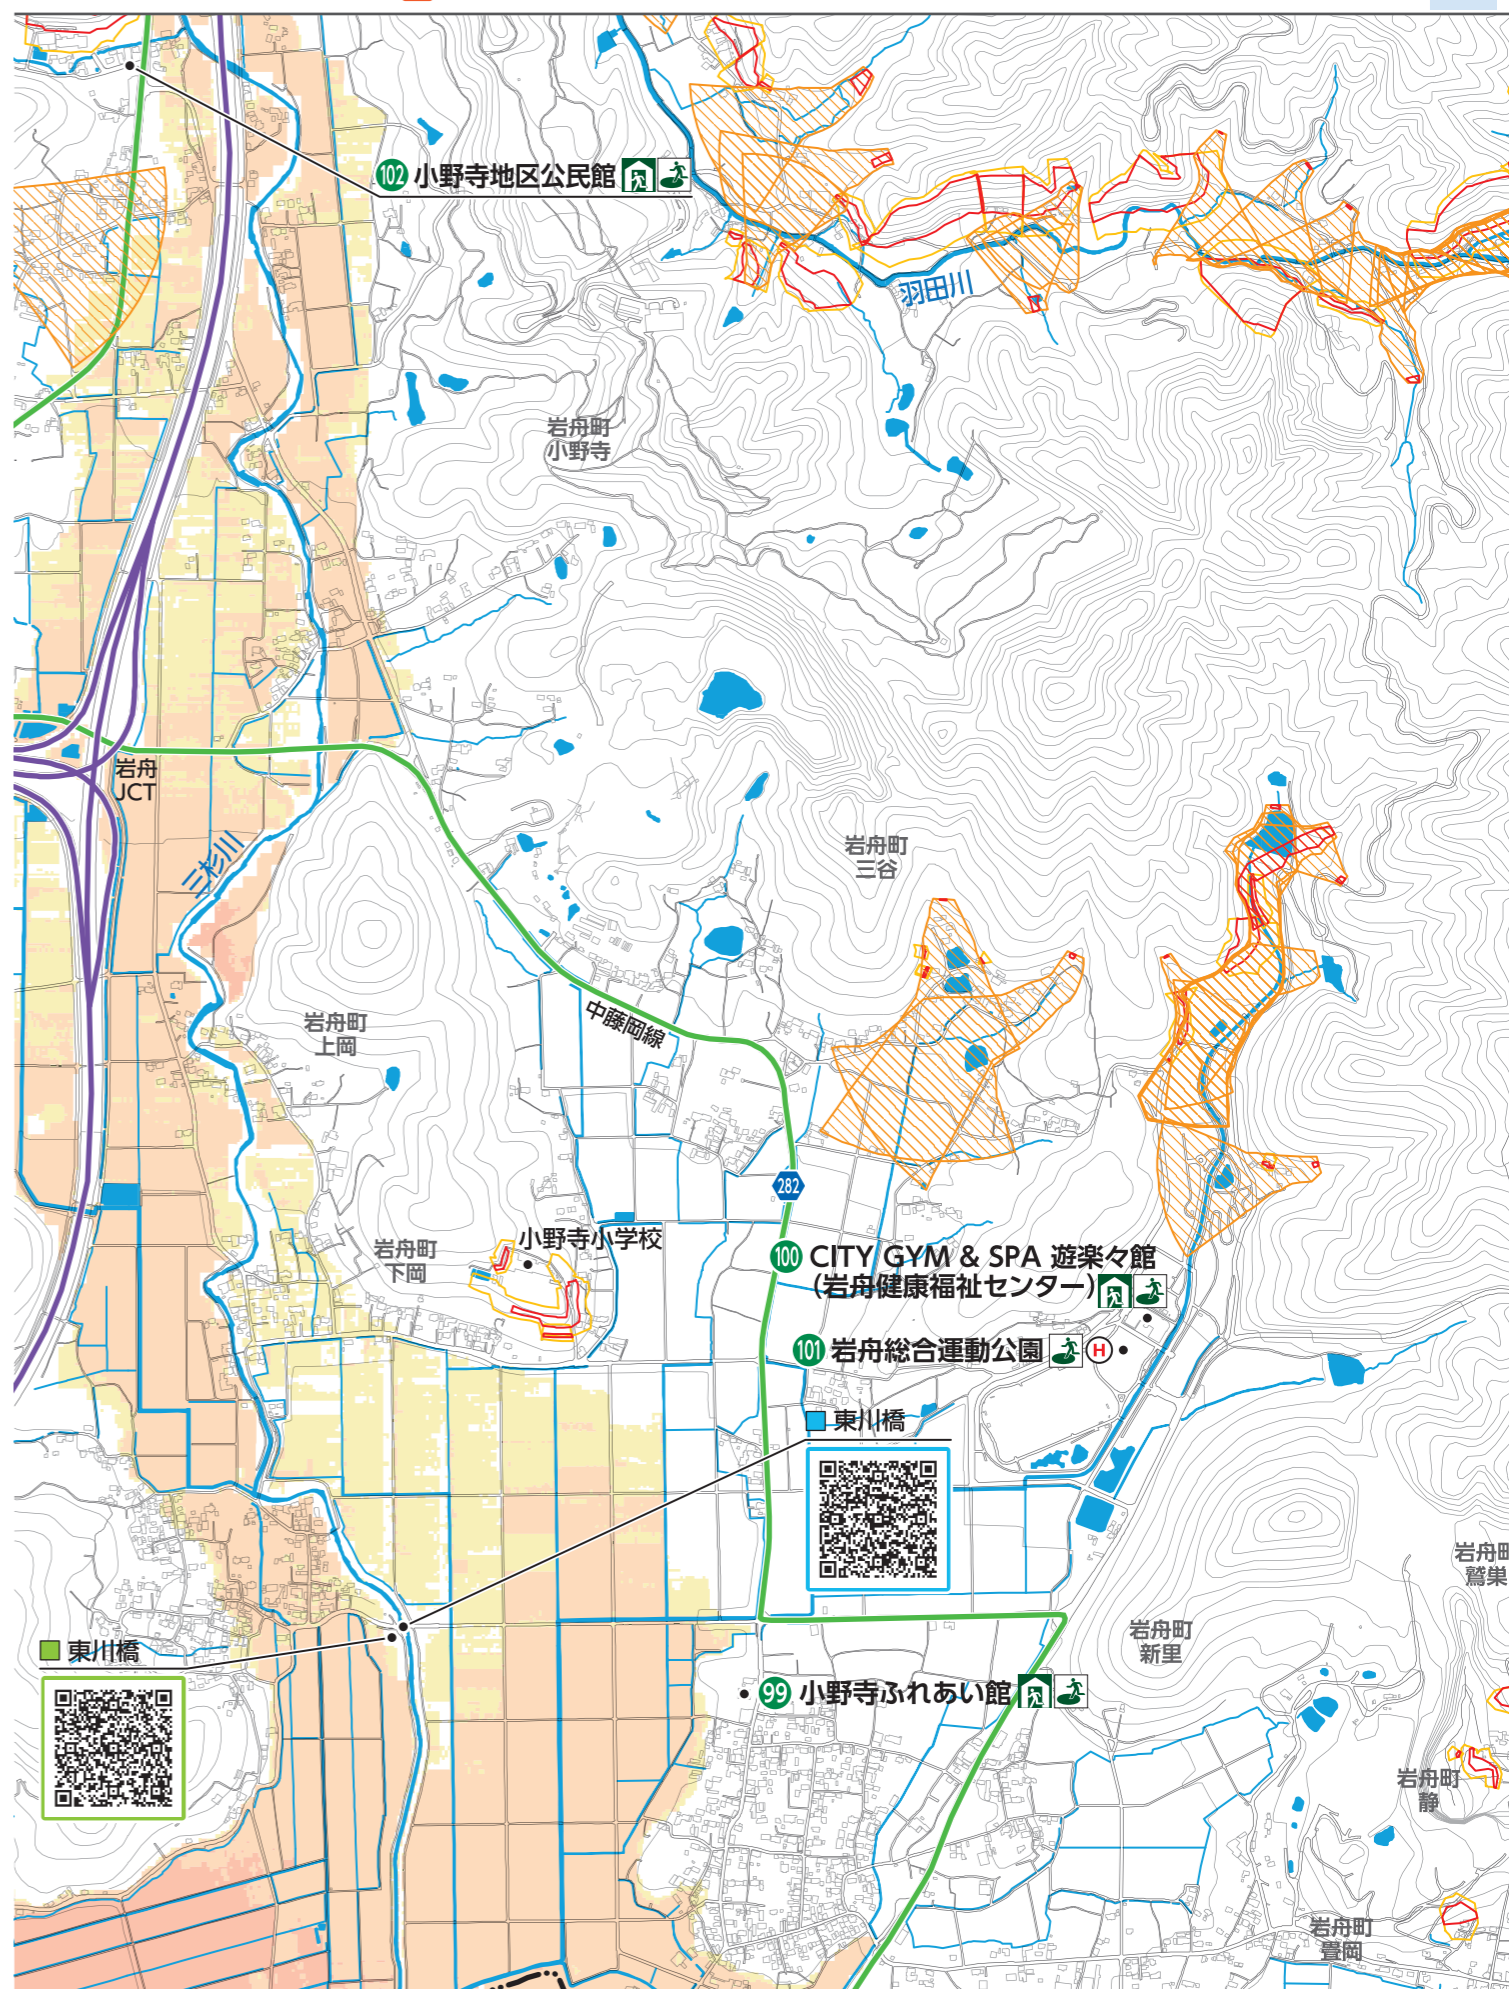 102 小野寺地区公民館
羽田川
岩舟町
小野寺
岩舟
JCT
三杉川
岩舟町
三谷
岩舟町
上岡
中藤岡線
282
岩舟町
下岡
小野寺小学校
100 CITY GYM & SPA 遊楽々館
(岩舟健康福祉センター)
101 岩舟総合運動公園 H
東川橋
岩舟町
鷲巣
岩舟町
新里
東川橋
99 小野寺ふれあい館
岩舟町
静
岩舟町
畳岡